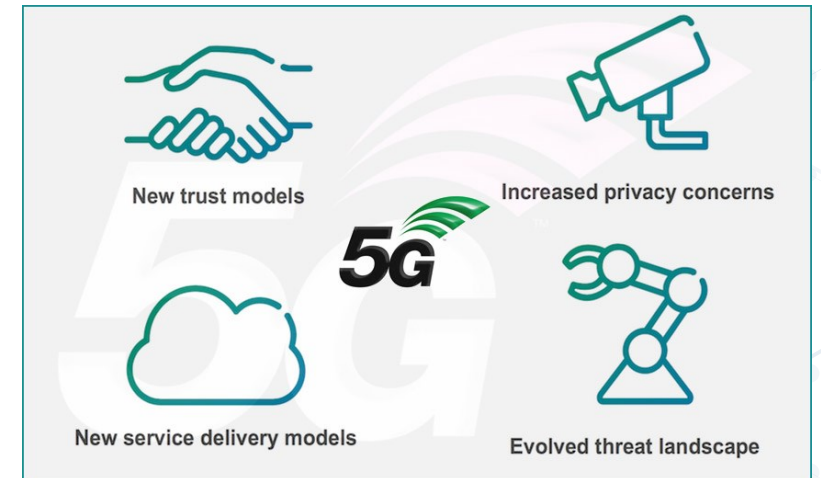 New trust models
Increased privacy concerns
5G
New service delivery models
Evolved threat landscape